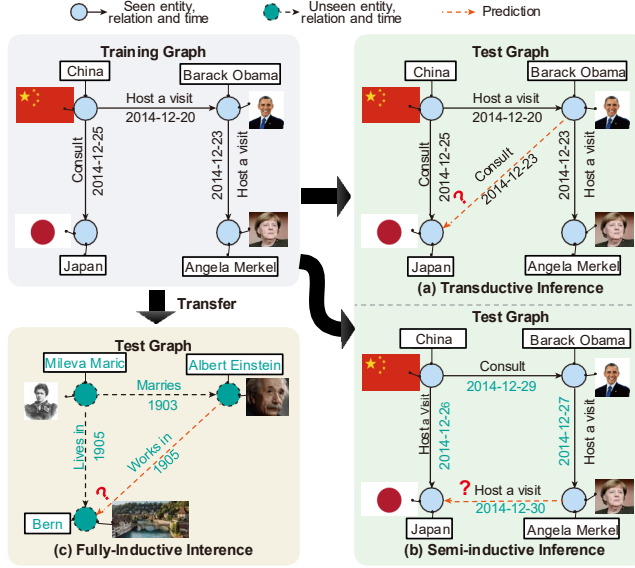 Seen entity,
relation and time
Unseen entity,
relation and time
Prediction
Training Graph
China
Barack Obama
Host a visit
2014-12-20
Consult
2014-12-25
2014-12-23
Host a visit
Japan
Angela Merkel
Transfer
Test Graph
China
Barack Obama
Host a visit
2014-12-20
Consult
2014-12-25
Consult
2014-12-23
?
2014-12-23
Host a visit
Japan
Angela Merkel
(a) Transductive Inference
Test Graph
China
Barack Obama
Consult
2014-12-29
Host a Visit
2014-12-26
2014-12-27
Host a visit
?
Host a visit
2014-12-30
Japan
Angela Merkel
(b) Semi-inductive Inference
Test Graph
Mileva Maric
Albert Einstein
Marries
1903
Lives in
1905
Works in
1905
?
Bern
(c) Fully-Inductive Interence